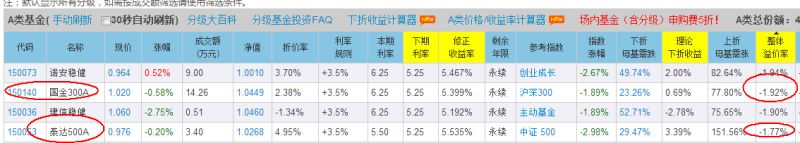 注：默认显示所有分级，如需按成交额筛选请使用筛选条件。
A类基金( 手动刷新 30秒自动刷新) 分级大百科 分级基金投资FAQ 下折收益计算器 A类价格/收益率计算器 场内基金（含分级）申购费5折！ A类总份额: 4
代码 名称 现价 涨幅 成交额(万元) 净值 折价率 利率规则 本期利率 下期利率 修正收益率 剩余年限 参考指数 指数涨幅 下折母基需跌 理论下折收益 上折母基需涨 整体溢价率
150073 诺安稳健 0.964 0.52% 9.00 1.0010 3.70% +3.5% 6.25 5.25 5.467% 永续 创业成长 -2.67% 49.74% 2.00% 82.64% -1.94%
150140 国金300A 1.020 -0.58% 14.26 1.0449 2.38% +3.5% 6.25 5.25 5.399% 永续 沪深300 -1.89% 23.26% 0.69% 77.80% -1.92%
150036 建信稳健 1.060 -2.75% 0.51 1.0460 -1.34% +3.5% 6.25 5.25 5.192% 永续 主动基金 -1.89% 52.71% -2.78% 75.65% -1.90%
150053 泰达500A 0.976 -0.20% 3.40 1.0268 4.95% +3.5% 5.50 5.25 5.535% 永续 中证 500 -2.98% 29.47% 3.39% 151.56% -1.77%